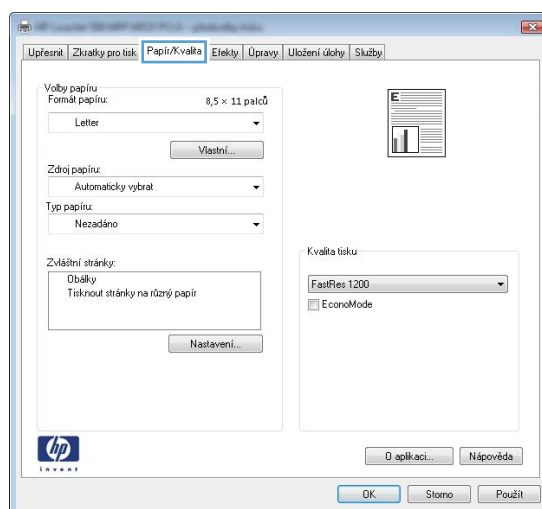 Upřesnit Zkratky pro tisk Papír/Kvalita Efekty Úpravy Uložení úlohy Služby
Volby papíru
Formát papíru: 8,5 × 11 palců
Letter
Vlastní...
Zdroj papíru:
Automaticky vybrat
Typ papíru:
Nezadáno
Zvláštní stránky:
Obálky
Tisknout stránky na různý papír
Nastavení...
E
Kvalita tisku
FastRes 1200
EconoMode
hp
invent
O aplikaci... Nápověda
OK Storno Použít